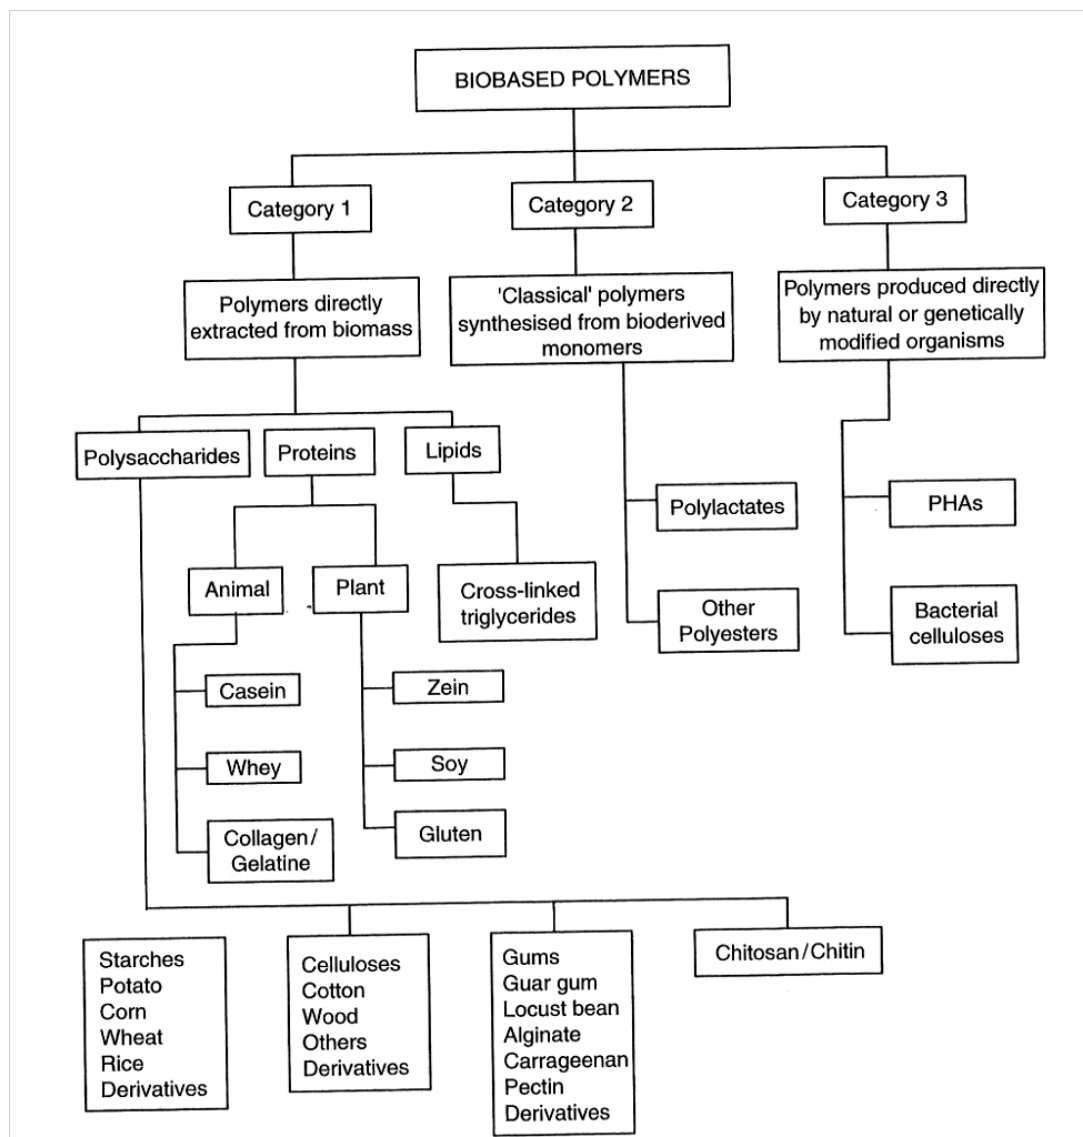 BIOBASED POLYMERS
Category 1
Category 2
Category 3
Polymers directly
extracted from biomass
'Classical' polymers
synthesised from bioderived
monomers
Polymers produced directly
by natural or genetically
modified organisms
Polysaccharides
Proteins
Lipids
Polylactates
PHAs
Animal
Plant
Cross-linked
triglycerides
Other
Polyesters
Bacterial
celluloses
Casein
Zein
Whey
Soy
Collagen/
Gelatine
Gluten
Starches
Potato
Corn
Wheat
Rice
Derivatives
Celluloses
Cotton
Wood
Others
Derivatives
Gums
Guar gum
Locust bean
Alginate
Carrageenan
Pectin
Derivatives
Chitosan/Chitin